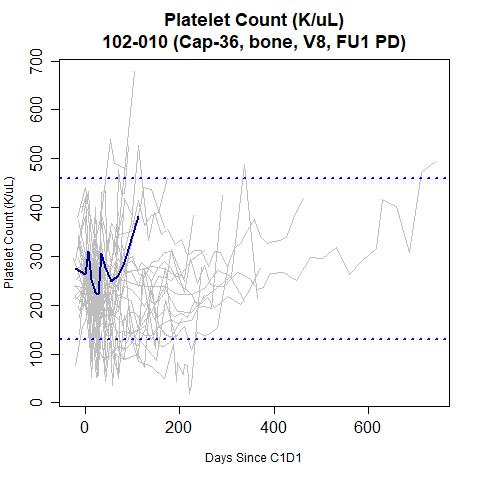 Platelet Count (K/uL)
102-010 (Cap-36, bone, V8, FU1 PD)
Platelet Count (K/uL)
700
600
500
400
300
200
100
0
0 200 400 600
Days Since C1D1